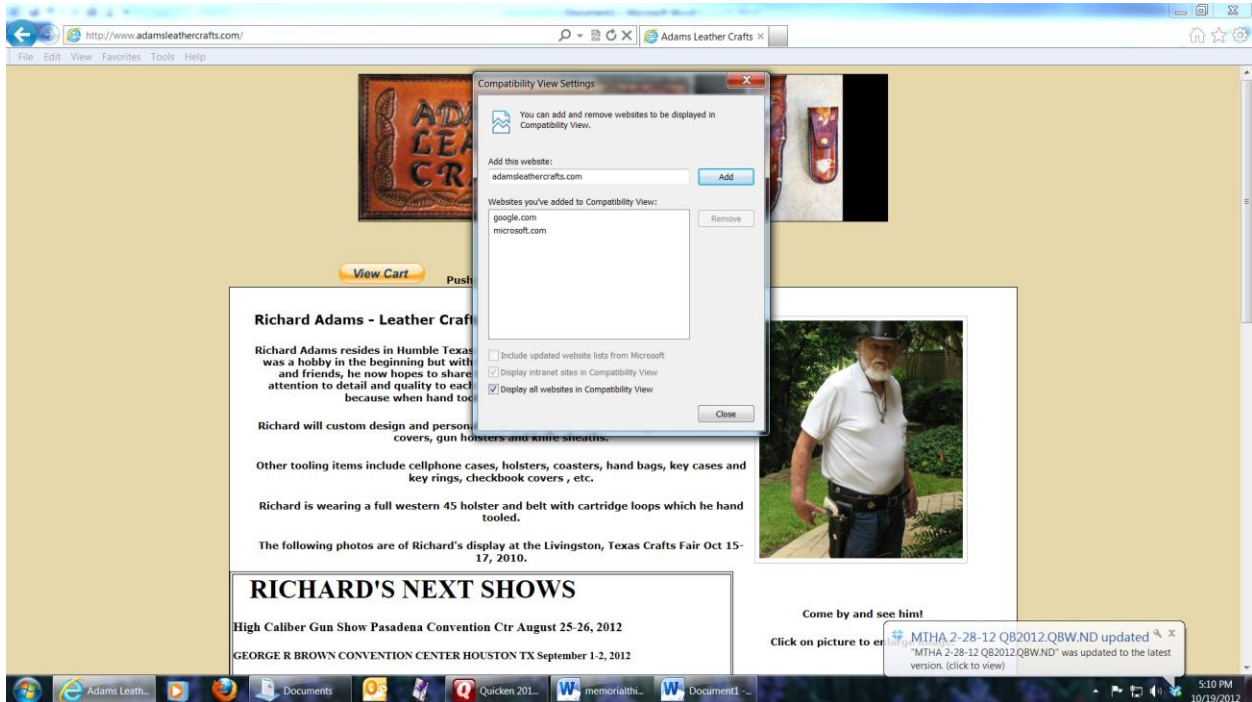 http://www.adamsleathercrafts.com/
Adams Leather Crafts
File Edit View Favorites Tools Help
Compatibility View Settings
You can add and remove websites to be displayed in
Compatibility View.
Add this website:
adamsleathercrafts.com
Add
Websites you've added to Compatibility View:
google.com
microsoft.com
Remove
Include updated website lists from Microsoft
Display intranet sites in Compatibility View
Display all websites in Compatibility View
Close
View Cart
Push
Richard Adams - Leather Craft
Richard Adams resides in Humble Texas
was a hobby in the beginning but with
and friends, he now hopes to share
attention to detail and quality to each
because when hand
Richard will custom design and
covers, gun holsters and knife sheaths.
Other tooling items include cellphone cases, holsters, coasters, hand bags, key cases and
key rings, checkbook covers , etc.
Richard is wearing a full western 45 holster and belt with cartridge loops which he hand
tooled.
The following photos are of Richard's display at the Livingston, Texas Crafts Fair Oct 15-
17, 2010.
RICHARD'S NEXT SHOWS
High Caliber Gun Show Pasadena Convention Ctr August 25-26, 2012
GEORGE R BROWN CONVENTION CENTER HOUSTON TX September 1-2, 2012
Come by and see him!
Click on picture to
MTHA 2-28-12 QB2012.QBW.ND updated
"MTHA 2-28-12 QB2012.QBW.ND" was updated to the latest
version. (click to view)
Adams Leath...
Documents
Quicken 201...
memorialthi...
Document1 -...
5:10 PM
10/19/2012